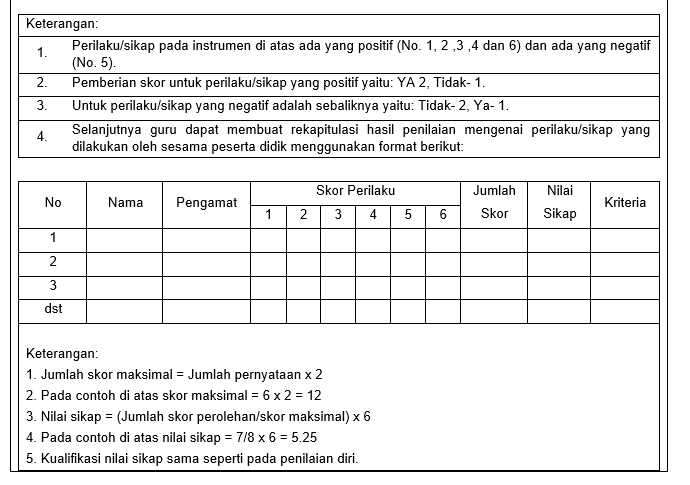 Keterangan:
1. Perilaku/sikap pada instrumen di atas ada yang positif (No. 1, 2 ,3 ,4 dan 6) dan ada yang negatif
(No. 5).
2. Pemberian skor untuk perilaku/sikap yang positif yaitu: YA 2, Tidak- 1.
3. Untuk perilaku/sikap yang negatif adalah sebaliknya yaitu: Tidak- 2, Ya- 1.
4. Selanjutnya guru dapat membuat rekapitulasi hasil penilaian mengenai perilaku/sikap yang
dilakukan oleh sesama peserta didik menggunakan format berikut:
No Nama Pengamat Skor Perilaku Jumlah Skor Nilai Sikap Kriteria
1 2 3 4 5 6
1
2
3
dst
Keterangan:
1. Jumlah skor maksimal = Jumlah pernyataan x 2
2. Pada contoh di atas skor maksimal = 6 x 2 = 12
3. Nilai sikap = (Jumlah skor perolehan/skor maksimal) x 6
4. Pada contoh di atas nilai sikap = 7/8 x 6 = 5.25
5. Kualifikasi nilai sikap sama seperti pada penilaian diri.